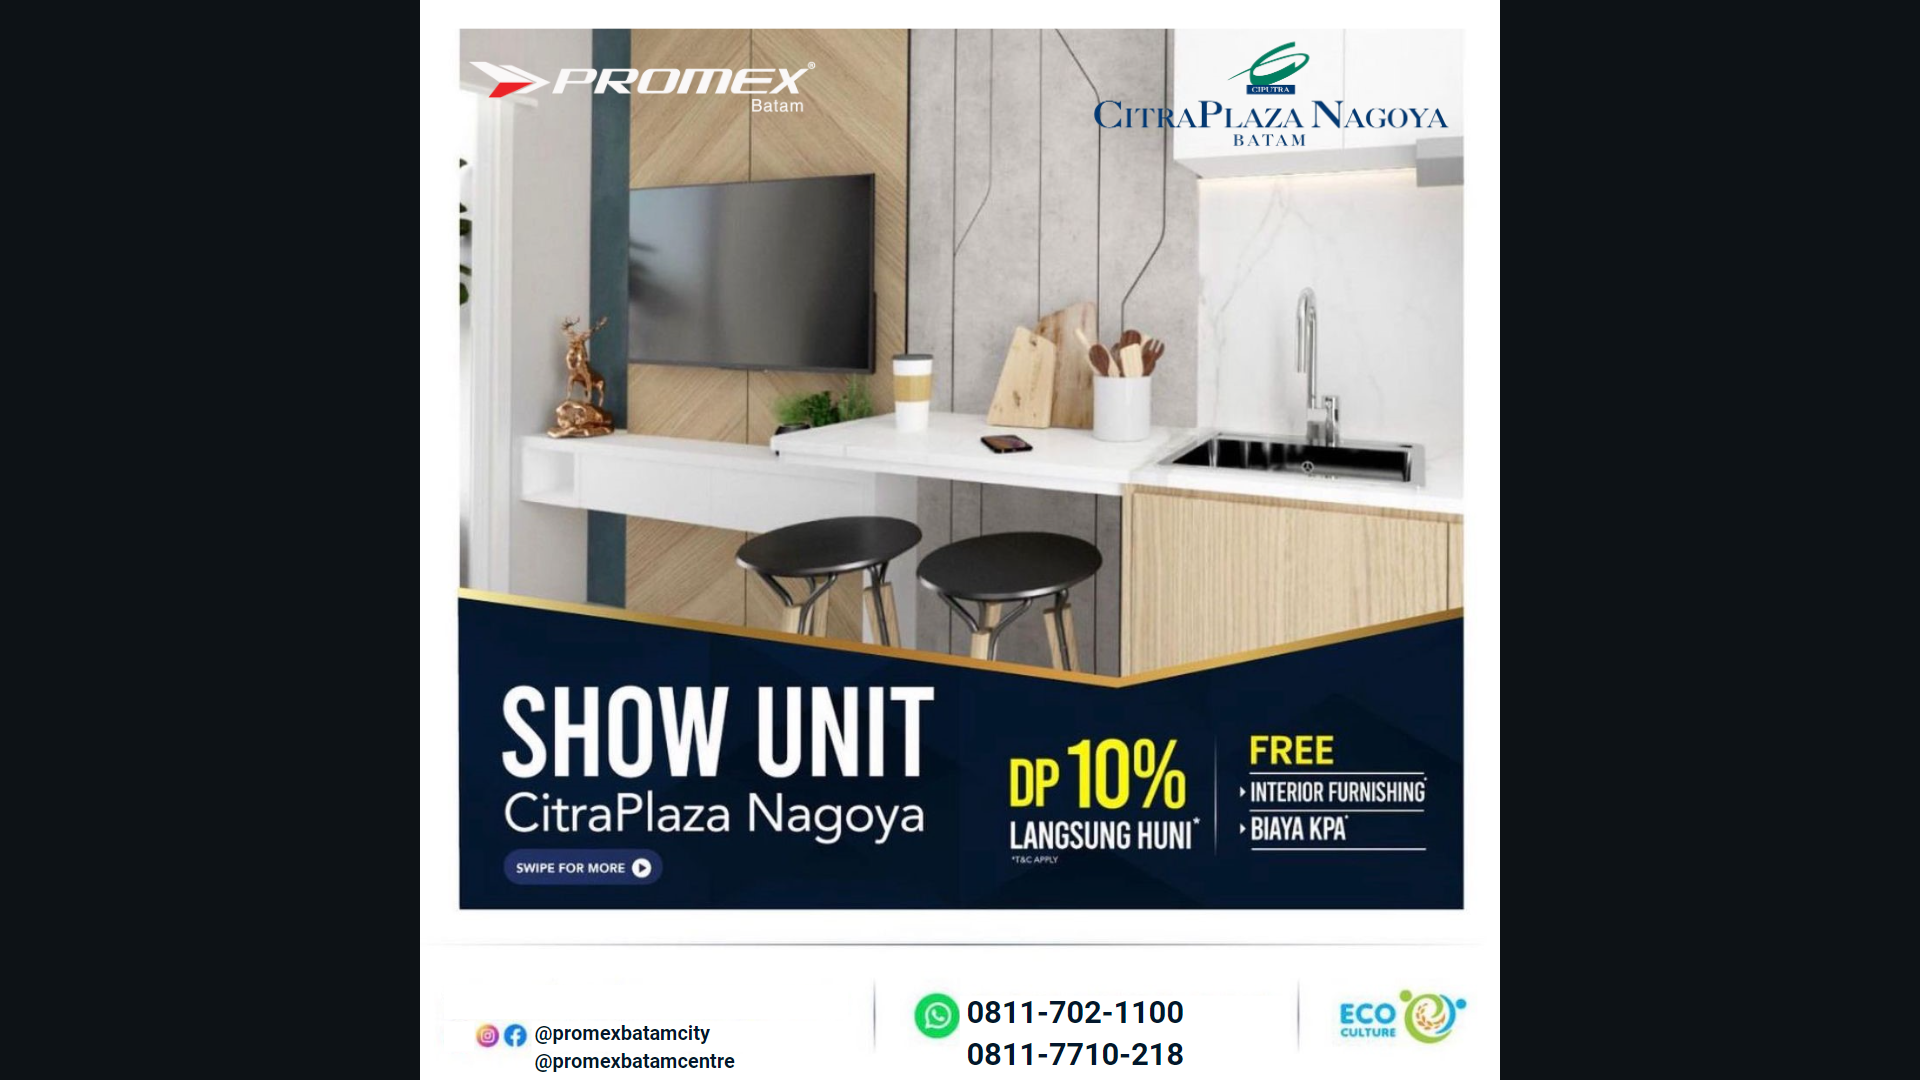 PROMEX®
Batam
CIPUTRA
CITRAPLAZA NAGOYA
BATAM
SHOW UNIT
CitraPlaza Nagoya
SWIPE FOR MORE
DP 10%
LANGSUNG HUNI*
*T&C APPLY
FREE
INTERIOR FURNISHING*
BIAYA KPA*
@promexbatamcity
@promexbatamcentre
0811-702-1100
0811-7710-218
ECO
CULTURE